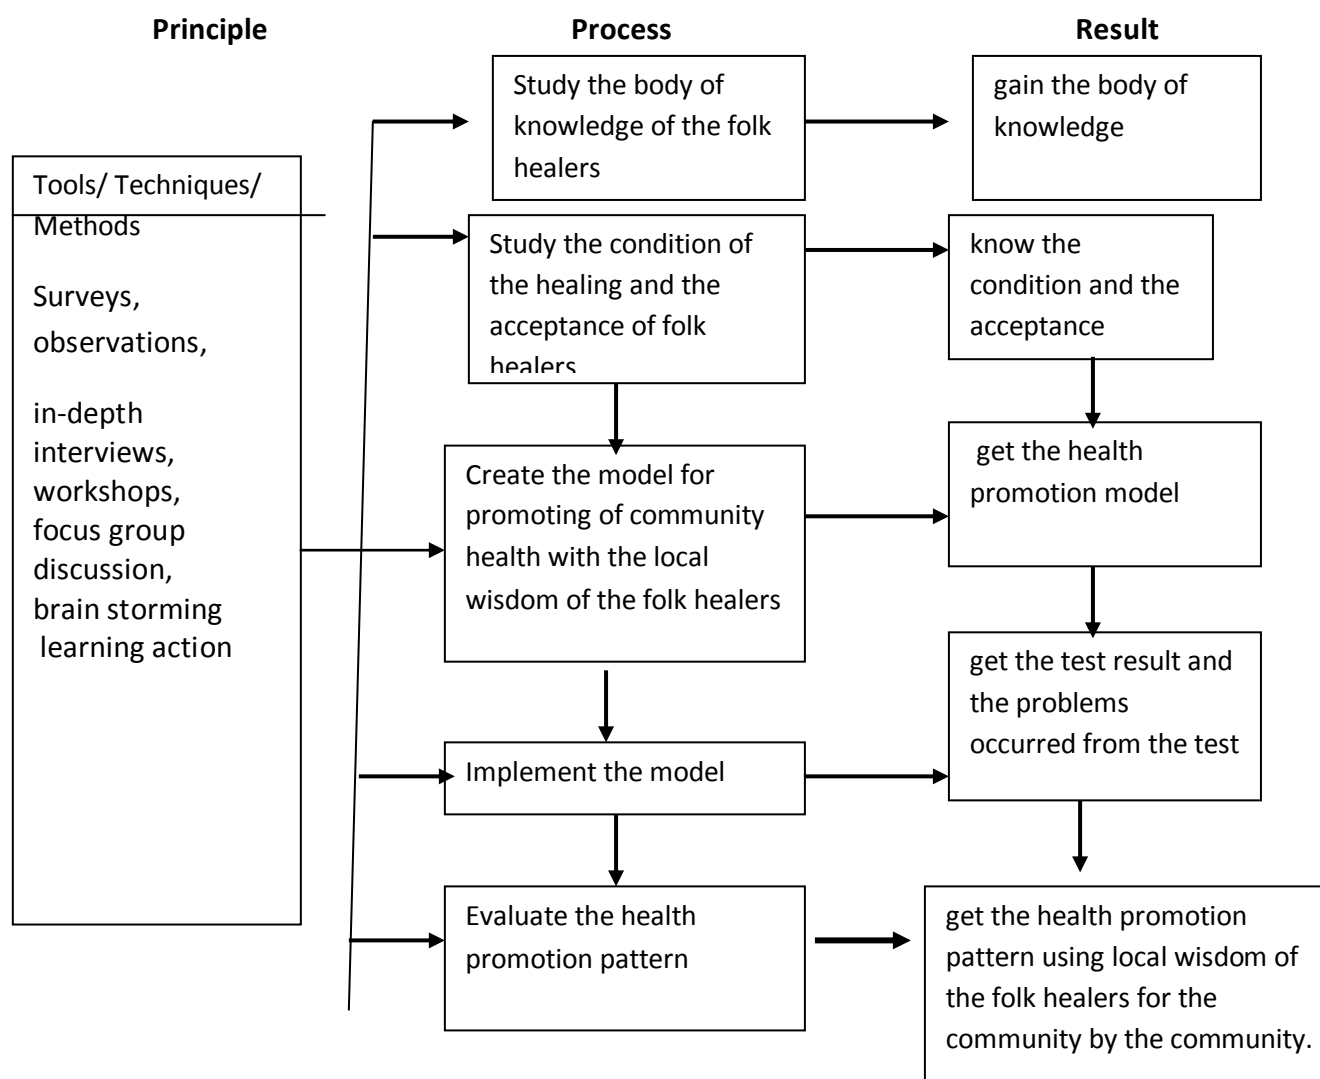 Principle
Process
Result
Tools/ Techniques/
Methods
Surveys,
observations,
in-depth
interviews,
workshops,
focus group
discussion,
brain storming
learning action
Study the body of
knowledge of the folk
healers
gain the body of
knowledge
Study the condition of
the healing and the
acceptance of folk
healers
know the
condition and the
acceptance
Create the model for
promoting of community
health with the local
wisdom of the folk healers
get the health
promotion model
Implement the model
get the test result and
the problems
occurred from the test
Evaluate the health
promotion pattern
get the health promotion
pattern using local wisdom of
the folk healers for the
community by the community.